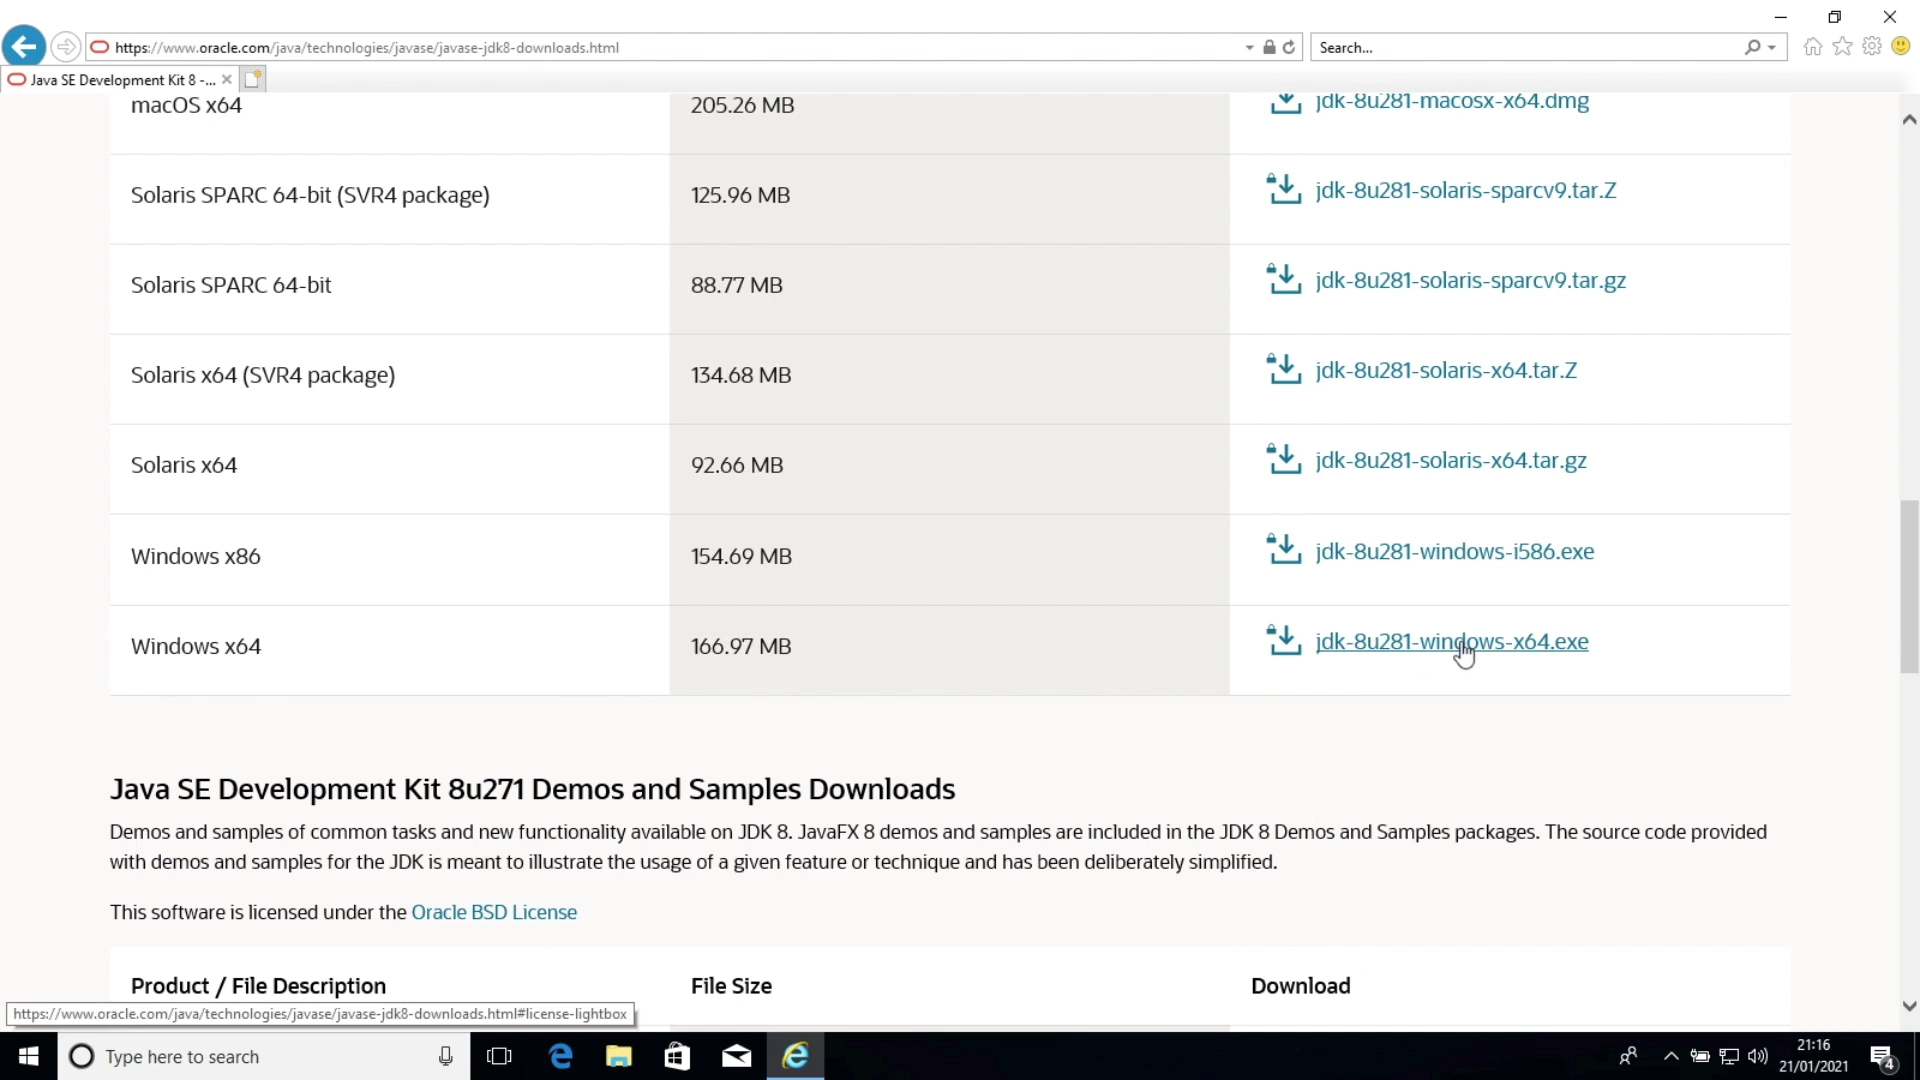 https://www.oracle.com/java/technologies/javase/javase-jdk8-downloads.html
Search...
Java SE Development Kit 8 -...
macOS x64
205.26 MB
jdk-8u281-macosx-x64.dmg
Solaris SPARC 64-bit (SVR4 package)
125.96 MB
jdk-8u281-solaris-sparcv9.tar.Z
Solaris SPARC 64-bit
88.77 MB
jdk-8u281-solaris-sparcv9.tar.gz
Solaris x64 (SVR4 package)
134.68 MB
jdk-8u281-solaris-x64.tar.Z
Solaris x64
92.66 MB
jdk-8u281-solaris-x64.tar.gz
Windows x86
154.69 MB
jdk-8u281-windows-i586.exe
Windows x64
166.97 MB
jdk-8u281-windows-x64.exe
Java SE Development Kit 8u271 Demos and Samples Downloads
Demos and samples of common tasks and new functionality available on JDK 8. JavaFX 8 demos and samples are included in the JDK 8 Demos and Samples packages. The source code provided
with demos and samples for the JDK is meant to illustrate the usage of a given feature or technique and has been deliberately simplified.
This software is licensed under the Oracle BSD License
Product / File Description
File Size
Download
https://www.oracle.com/java/technologies/javase/javase-jdk8-downloads.html#license-lightbox
Type here to search
21:16
21/01/2021
4